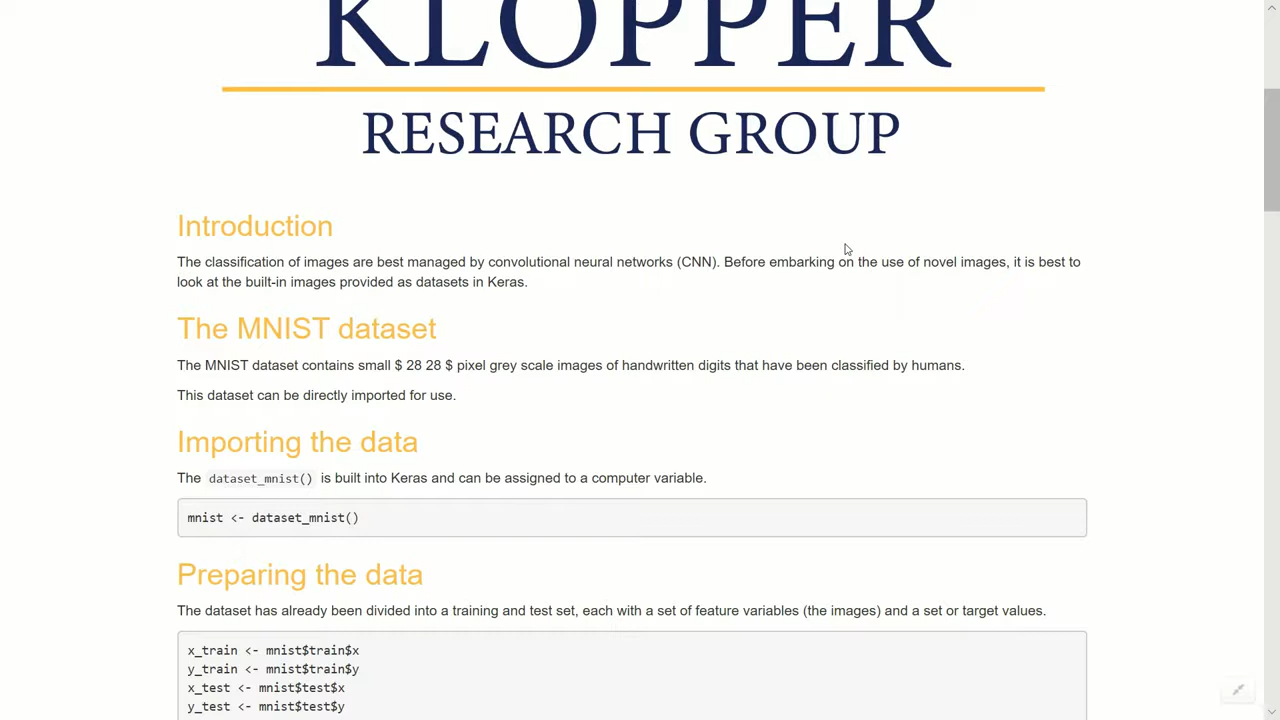 KLOPPER
RESEARCH GROUP
Introduction
The classification of images are best managed by convolutional neural networks (CNN). Before embarking on the use of novel images, it is best to
look at the built-in images provided as datasets in Keras.
The MNIST dataset
The MNIST dataset contains small $ 28 28 $ pixel grey scale images of handwritten digits that have been classified by humans.
This dataset can be directly imported for use.
Importing the data
The dataset_mnist() is built into Keras and can be assigned to a computer variable.
mnist <- dataset_mnist()
Preparing the data
The dataset has already been divided into a training and test set, each with a set of feature variables (the images) and a set or target values.
x_train <- mnist$train$x
y_train <- mnist$train$y
x_test <- mnist$test$x
y_test <- mnist$test$y